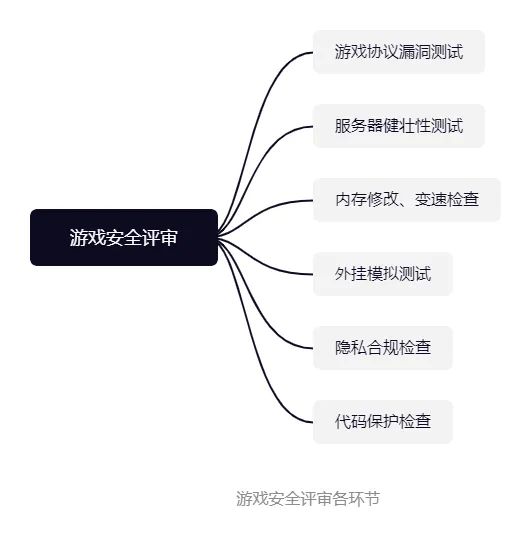 游戏协议漏洞测试
服务器健壮性测试
内存修改、变速检查
游戏安全评审
外挂模拟测试
隐私合规检查
代码保护检查
游戏安全评审各环节